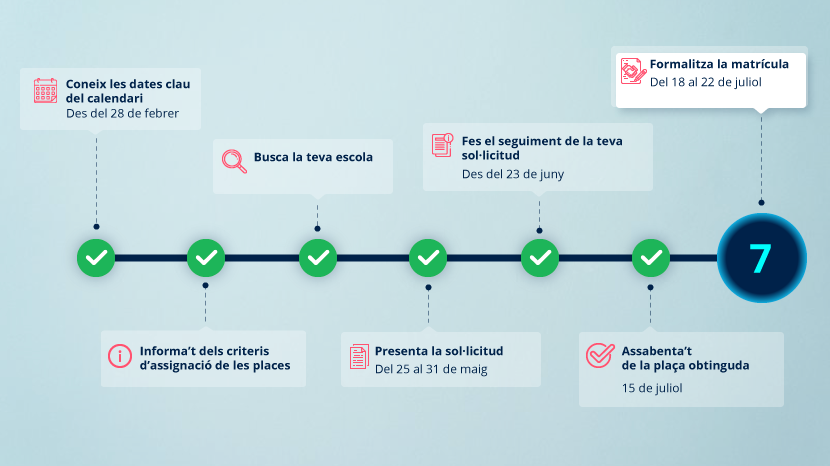 Coneix les dates clau
del calendari
Des del 28 de febrer
Informa't dels criteris
d'assignació de les places
Busca la teva escola
Presenta la sol·licitud
Del 25 al 31 de maig
Fes el seguiment de la teva
sol·licitud
Des del 23 de juny
Assabenta't
de la plaça obtinguda
15 de juliol
Formalitza la matrícula
Del 18 al 22 de juliol
7